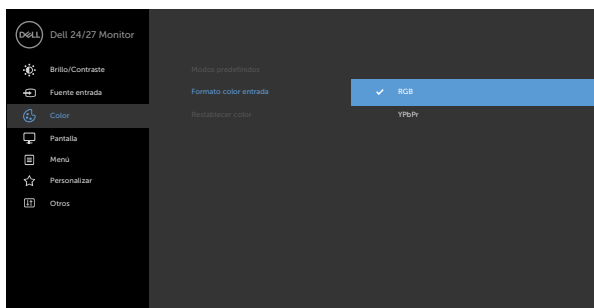 DELL Dell 24/27 Monitor
Brillo/Contraste Modos predefinidos
Fuente entrada Formato color entrada RGB
Color Restablecer color YPbPr
Pantalla
Menú
Personalizar
Otros